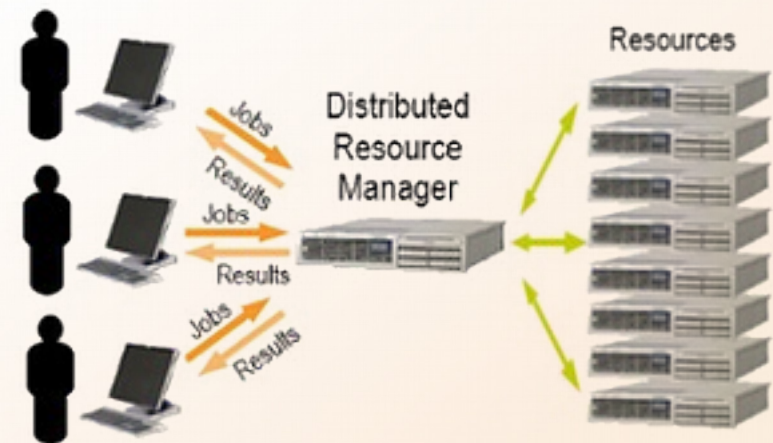 Resources
Distributed
Resource
Manager
Jobs
Results
Jobs
Results
Jobs
Results